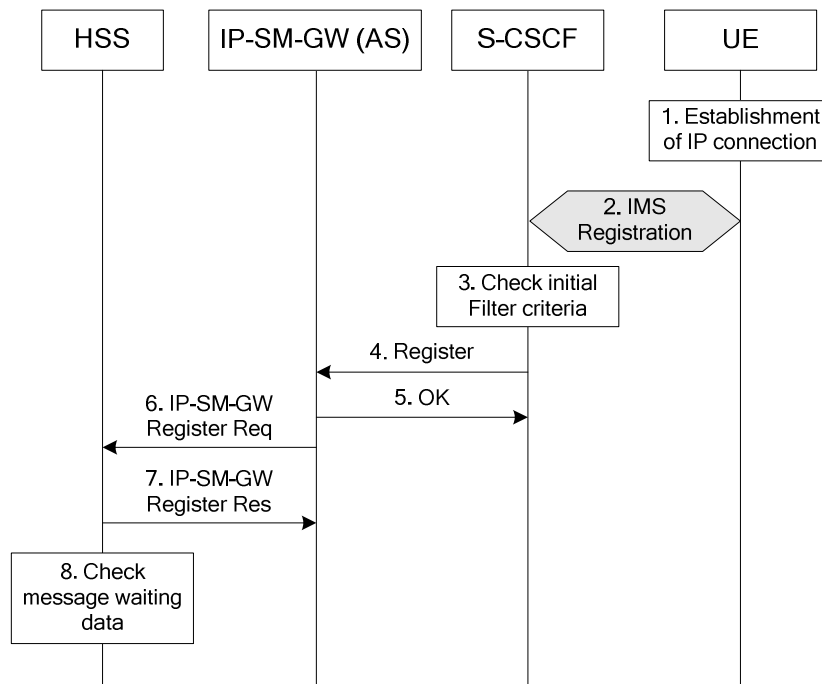 HSS
IP-SM-GW (AS)
S-CSCF
UE
1. Establishment
of IP connection
2. IMS
Registration
3. Check initial
Filter criteria
4. Register
5. OK
6. IP-SM-GW
Register Req
7. IP-SM-GW
Register Res
8. Check
message waiting
data